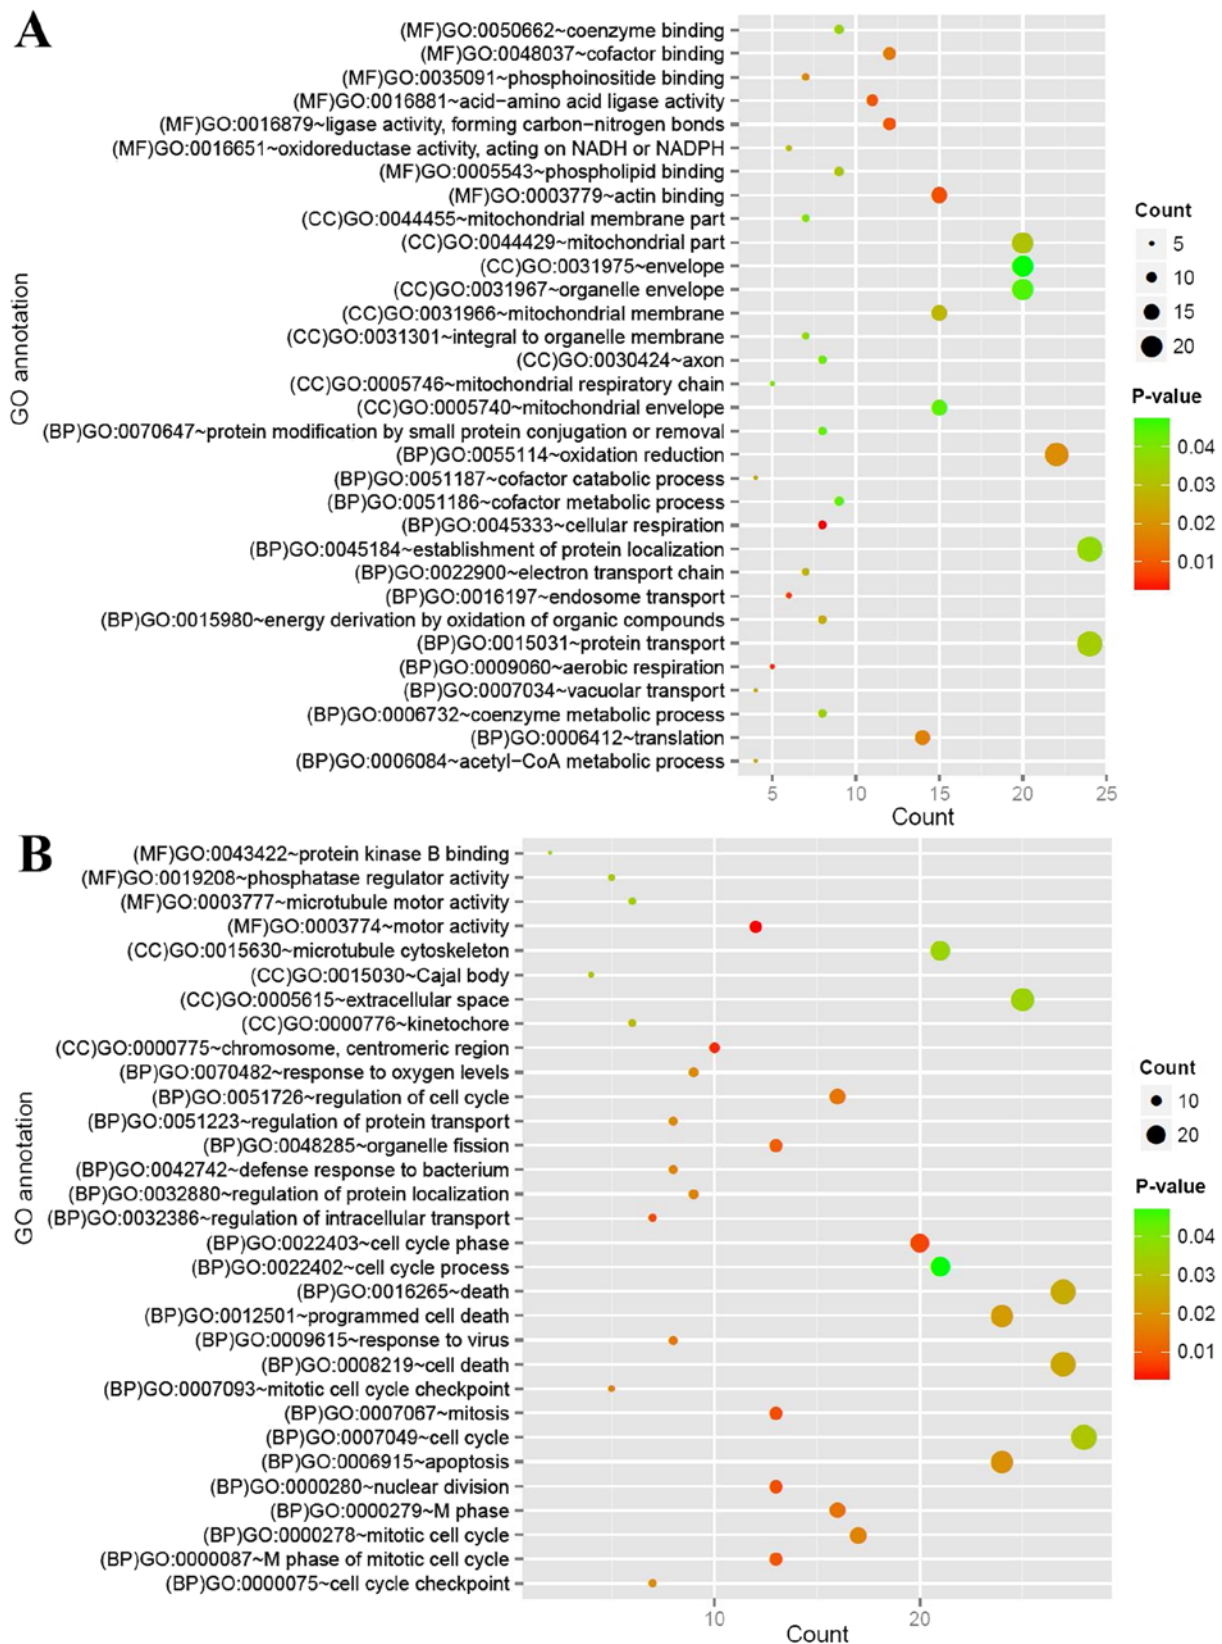 A
(MF)GO:0050662~coenzyme binding
(MF)GO:0048037~cofactor binding
(MF)GO:0035091~phosphoinositide binding
(MF)GO:0016881~acid-amino acid ligase activity
(MF)GO:0016879~ligase activity, forming carbon-nitrogen bonds
(MF)GO:0016651~oxidoreductase activity, acting on NADH or NADPH
(MF)GO:0005543~phospholipid binding
(MF)GO:0003779~actin binding
(CC)GO:0044455~mitochondrial membrane part
(CC)GO:0044429~mitochondrial part
(CC)GO:0031975~envelope
(CC)GO:0031967~organelle envelope
(CC)GO:0031966~mitochondrial membrane
(CC)GO:0031301~integral to organelle membrane
(CC)GO:0030424~axon
(CC)GO:0005746~mitochondrial respiratory chain
(CC)GO:0005740~mitochondrial envelope
(BP)GO:0070647~protein modification by small protein conjugation or removal
(BP)GO:0055114~oxidation reduction
(BP)GO:0051187~cofactor catabolic process
(BP)GO:0051186~cofactor metabolic process
(BP)GO:0045333~cellular respiration
(BP)GO:0045184~establishment of protein localization
(BP)GO:0022900~electron transport chain
(BP)GO:0016197~endosome transport
(BP)GO:0015980~energy derivation by oxidation of organic compounds
(BP)GO:0015031~protein transport
(BP)GO:0009060~aerobic respiration
(BP)GO:0007034~vacuolar transport
(BP)GO:0006732~coenzyme metabolic process
(BP)GO:0006412~translation
(BP)GO:0006084~acetyl-CoA metabolic process
GO annotation
5 10 15 20 25
Count
Count
5
10
15
20
P-value
0.04
0.03
0.02
0.01
B
(MF)GO:0043422~protein kinase B binding
(MF)GO:0019208~phosphatase regulator activity
(MF)GO:0003777~microtubule motor activity
(MF)GO:0003774~motor activity
(CC)GO:0015630~microtubule cytoskeleton
(CC)GO:0015030~Cajal body
(CC)GO:0005615~extracellular space
(CC)GO:0000776~kinetochore
(CC)GO:0000775~chromosome, centromeric region
(BP)GO:0070482~response to oxygen levels
(BP)GO:0051726~regulation of cell cycle
(BP)GO:0051223~regulation of protein transport
(BP)GO:0048285~organelle fission
(BP)GO:0042742~defense response to bacterium
(BP)GO:0032880~regulation of protein localization
(BP)GO:0032386~regulation of intracellular transport
(BP)GO:0022403~cell cycle phase
(BP)GO:0022402~cell cycle process
(BP)GO:0016265~death
(BP)GO:0012501~programmed cell death
(BP)GO:0009615~response to virus
(BP)GO:0008219~cell death
(BP)GO:0007093~mitotic cell cycle checkpoint
(BP)GO:0007067~mitosis
(BP)GO:0007049~cell cycle
(BP)GO:0006915~apoptosis
(BP)GO:0000280~nuclear division
(BP)GO:0000279~M phase
(BP)GO:0000278~mitotic cell cycle
(BP)GO:0000087~M phase of mitotic cell cycle
(BP)GO:0000075~cell cycle checkpoint
GO annotation
10 20
Count
Count
10
20
P-value
0.04
0.03
0.02
0.01